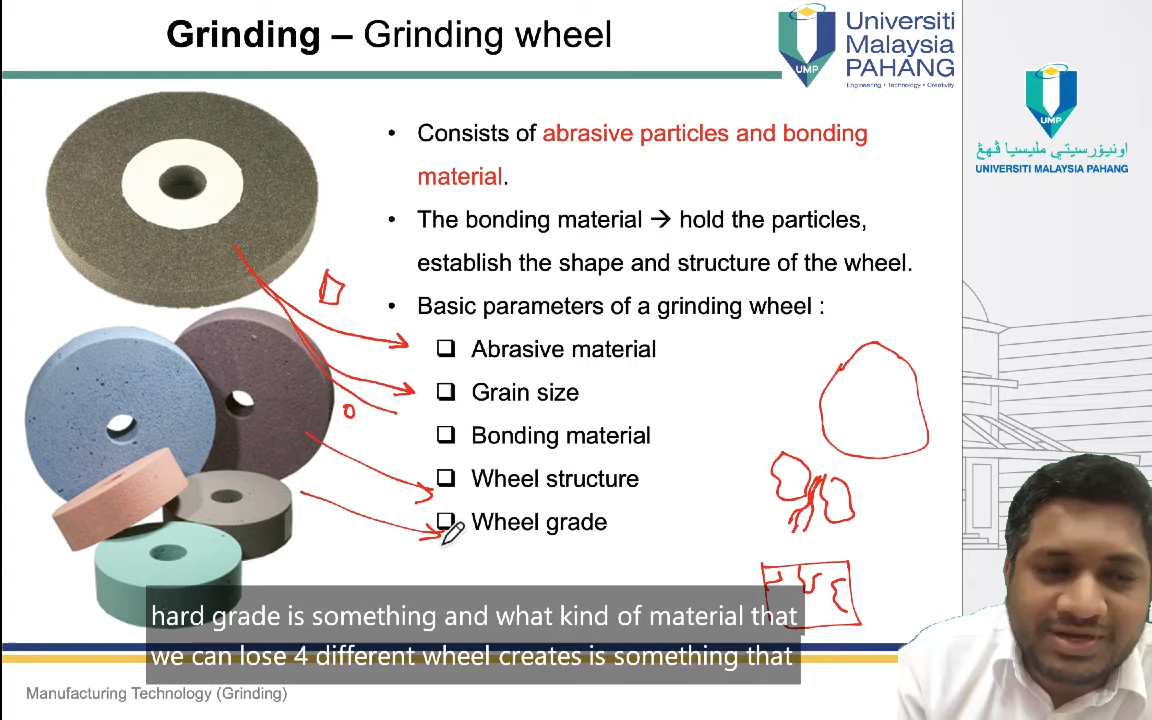 Grinding – Grinding wheel
Universiti
Malaysia
PAHANG
Engineering • Technology • Creativity
UMP
UMP
اونيۏرسيتي مليسيا ڤهڠ
UNIVERSITI MALAYSIA PAHANG
• Consists of abrasive particles and bonding
material.
• The bonding material → hold the particles,
establish the shape and structure of the wheel.
• Basic parameters of a grinding wheel :
❑ Abrasive material
❑ Grain size
❑ Bonding material
❑ Wheel structure
❑ Wheel grade
hard grade is something and what kind of material that
we can lose 4 different wheel creates is something that
Manufacturing Technology (Grinding)